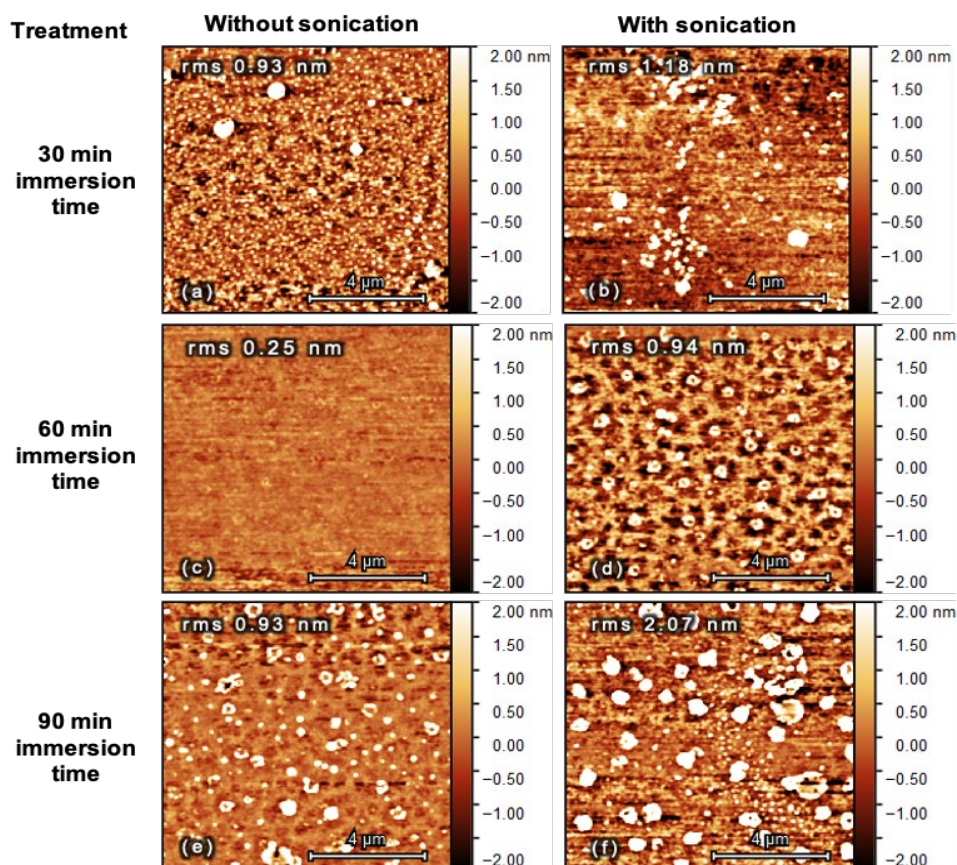 Treatment
Without sonication
With sonication
30 min
immersion
time
rms 0.93 nm
(a)
4 µm
2.00 nm
1.50
1.00
0.50
0.00
−0.50
−1.00
−2.00
rms 1.18 nm
(b)
4 µm
2.00 nm
1.50
1.00
0.50
0.00
−0.50
−1.00
−2.00
60 min
immersion
time
rms 0.25 nm
(c)
4 µm
2.00 nm
1.50
1.00
0.50
0.00
−0.50
−1.00
−2.00
rms 0.94 nm
(d)
4 µm
2.00 nm
1.50
1.00
0.50
0.00
−0.50
−1.00
−2.00
90 min
immersion
time
rms 0.93 nm
(e)
4 µm
2.00 nm
1.50
1.00
0.50
0.00
−0.50
−1.00
−2.00
rms 2.07 nm
(f)
4 µm
2.00 nm
1.50
1.00
0.50
0.00
−0.50
−1.00
−2.00